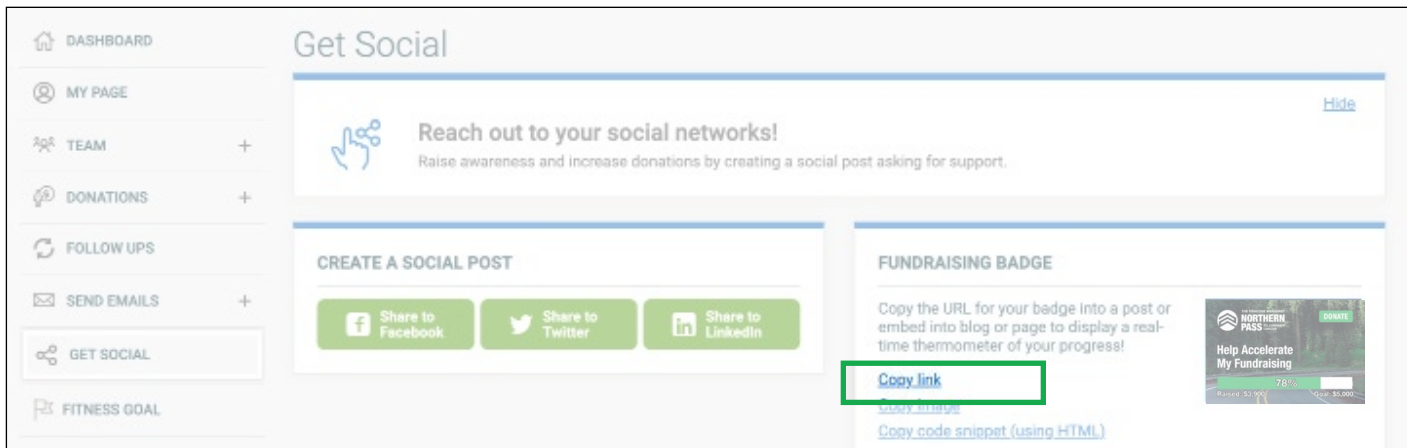 DASHBOARD
MY PAGE
TEAM +
DONATIONS +
FOLLOW UPS
SEND EMAILS +
GET SOCIAL
FITNESS GOAL
Get Social
Hide
Reach out to your social networks!
Raise awareness and increase donations by creating a social post asking for support.
CREATE A SOCIAL POST
Share to
Facebook
Share to
Twitter
Share to
LinkedIn
FUNDRAISING BADGE
Copy the URL for your badge into a post or
embed into blog or page to display a real-
time thermometer of your progress!
Copy link
Copy image
Copy code snippet (using HTML)
NORTHERN
PASS
DONATE
Help Accelerate
My Fundraising
78%
Raised: $3,900 Goal: $5,000